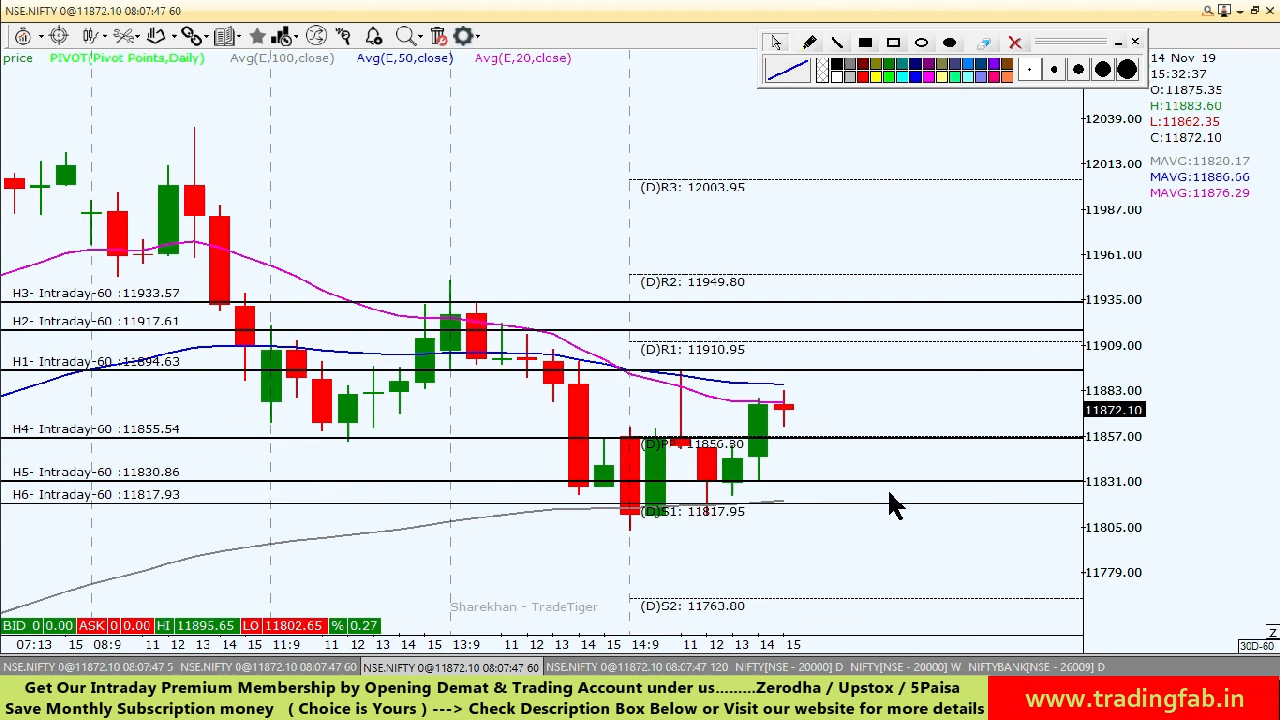 NSE.NIFTY 0@11872.10 08:07:47 60
price PIVOT(Pivot Points,Daily) Avg(E,100,close) Avg(E,50,close) Avg(E,20,close)
14 Nov 19
15:32:37
O:11875.35
H:11883.60
L:11862.35
C:11872.10
MAVG:11820.17
MAVG:11886.66
MAVG:11876.29
12039.00
12013.00
11987.00
11961.00
11935.00
11909.00
11883.00
11872.10
11857.00
11831.00
11805.00
11779.00
(D)R3: 12003.95
(D)R2: 11949.80
H3- Intraday-60 :11933.57
H2- Intraday-60 :11917.61
(D)R1: 11910.95
H1- Intraday-60 :11894.63
H4- Intraday-60 :11855.54
(D)P: 11856.80
H5- Intraday-60 :11830.86
H6- Intraday-60 :11817.93
(D)S1: 11817.95
(D)S2: 11763.80
Sharekhan - TradeTiger
BID 0 0.00 ASK 0 0.00 HI 11895.65 LO 11802.65 % 0.27
07:13 15 08:9 11 12 13 14 15 11 12 13 14 15 13:9 11 12 13 14 15 14:9 11 12 13 14 15
Z
30D-60
NSE.NIFTY 0@11872.10 08:07:47 5 NSE.NIFTY 0@11872.10 08:07:47 60 NSE.NIFTY 0@11872.10 08:07:47 60 NSE.NIFTY 0@11872.10 08:07:47 120 NIFTY[NSE - 20000] D NIFTY[NSE - 20000] W NIFTYBANK[NSE - 26009] D
Get Our Intraday Premium Membership by Opening Demat & Trading Account under us.........Zerodha / Upstox / 5Paisa
Save Monthly Subscription money ( Choice is Yours ) ---> Check Description Box Below or Visit our website for more details
www.tradingfab.in